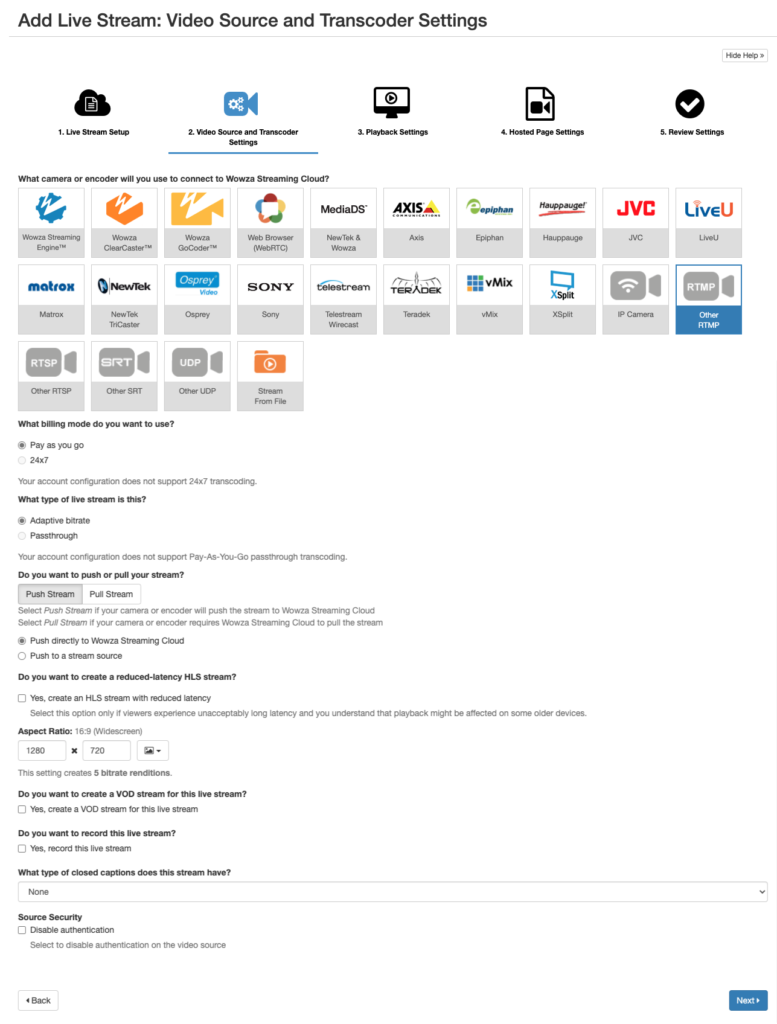 Add Live Stream: Video Source and Transcoder Settings
Hide Help »
1. Live Stream Setup
2. Video Source and Transcoder
Settings
3. Playback Settings
4. Hosted Page Settings
5. Review Settings
What camera or encoder will you use to connect to Wowza Streaming Cloud?
Wowza Streaming
Engine™
Wowza
ClearCaster™
Wowza
GoCoder™
Web Browser
(WebRTC)
MediaDS™
NewTek &
Wowza
AXIS
COMMUNICATIONS
Axis
epiphan
Epiphan
Hauppauge!
Hauppauge
JVC
JVC
LiveU
LiveU
matrox
Matrox
NewTek
NewTek
TriCaster
Osprey
Video
Osprey
SONY
Sony
telestream
Telestream
Wirecast
TERADEK
Teradek
vMix
vMix
XSplit
XSplit
IP Camera
RTMP
Other
RTMP
RTSP
Other RTSP
SRT
Other SRT
UDP
Other UDP
Stream
From File
What billing mode do you want to use?
Pay as you go
24x7
Your account configuration does not support 24x7 transcoding.
What type of live stream is this?
Adaptive bitrate
Passthrough
Your account configuration does not support Pay-As-You-Go passthrough transcoding.
Do you want to push or pull your stream?
Push Stream Pull Stream
Select Push Stream if your camera or encoder will push the stream to Wowza Streaming Cloud
Select Pull Stream if your camera or encoder requires Wowza Streaming Cloud to pull the stream
Push directly to Wowza Streaming Cloud
Push to a stream source
Do you want to create a reduced-latency HLS stream?
Yes, create an HLS stream with reduced latency
Select this option only if viewers experience unacceptably long latency and you understand that playback might be affected on some older devices.
Aspect Ratio: 16:9 (Widescreen)
1280 × 720
This setting creates 5 bitrate renditions.
Do you want to create a VOD stream for this live stream?
Yes, create a VOD stream for this live stream
Do you want to record this live stream?
Yes, record this live stream
What type of closed captions does this stream have?
None
Source Security
Disable authentication
Select to disable authentication on the video source
Back
Next